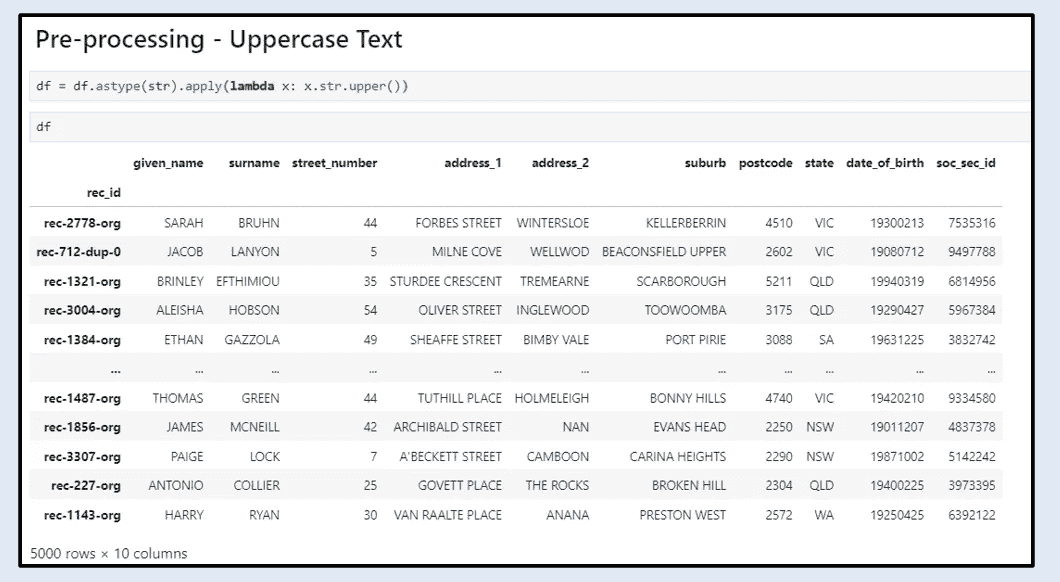 Pre-processing - Uppercase Text
df = df.astype(str).apply(lambda x: x.str.upper())
df
given_name surname street_number address_1 address_2 suburb postcode state date_of_birth soc_sec_id
rec_id
rec-2778-org SARAH BRUHN 44 FORBES STREET WINTERSLOE KELLERBERRIN 4510 VIC 19300213 7535316
rec-712-dup-0 JACOB LANYON 5 MILNE COVE WELLWOD BEACONSFIELD UPPER 2602 VIC 19080712 9497788
rec-1321-org BRINLEY EFTHIMIOU 35 STURDEE CRESCENT TREMEARNE SCARBOROUGH 5211 QLD 19940319 6814956
rec-3004-org ALEISHA HOBSON 54 OLIVER STREET INGLEWOOD TOOWOOMBA 3175 QLD 19290427 5967384
rec-1384-org ETHAN GAZZOLA 49 SHEAFFE STREET BIMBY VALE PORT PIRIE 3088 SA 19631225 3832742
... ... ... ... ... ... ... ... ... ... ...
rec-1487-org THOMAS GREEN 44 TUTHILL PLACE HOLMELEIGH BONNY HILLS 4740 VIC 19420210 9334580
rec-1856-org JAMES MCNEILL 42 ARCHIBALD STREET NAN EVANS HEAD 2250 NSW 19011207 4837378
rec-3307-org PAIGE LOCK 7 A'BECKETT STREET CAMBOON CARINA HEIGHTS 2290 NSW 19871002 5142242
rec-227-org ANTONIO COLLIER 25 GOVETT PLACE THE ROCKS BROKEN HILL 2304 QLD 19400225 3973395
rec-1143-org HARRY RYAN 30 VAN RAALTE PLACE ANANA PRESTON WEST 2572 WA 19250425 6392122
5000 rows × 10 columns